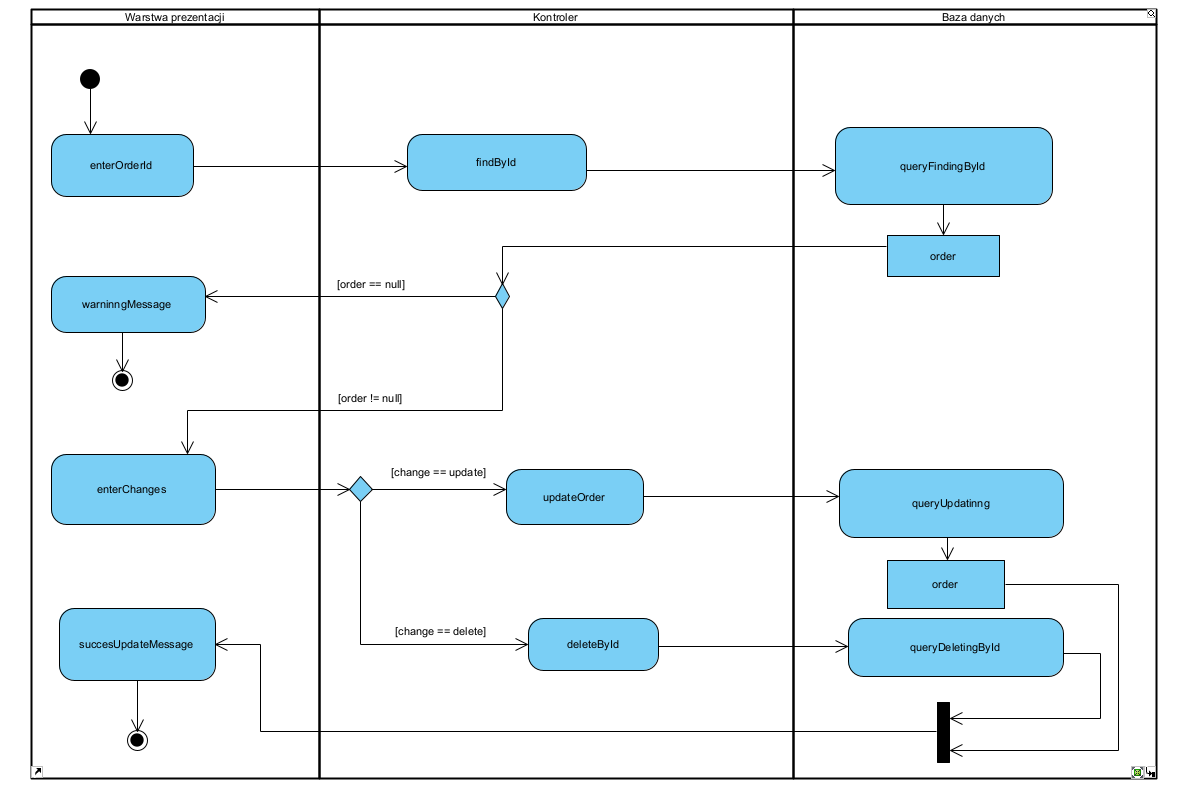 Warstwa prezentacji
Kontroler
Baza danych
enterOrderId
findById
queryFindingById
order
[order == null]
warninngMessage
[order != null]
enterChanges
[change == update]
updateOrder
queryUpdatinng
order
succesUpdateMessage
[change == delete]
deleteById
queryDeletingById